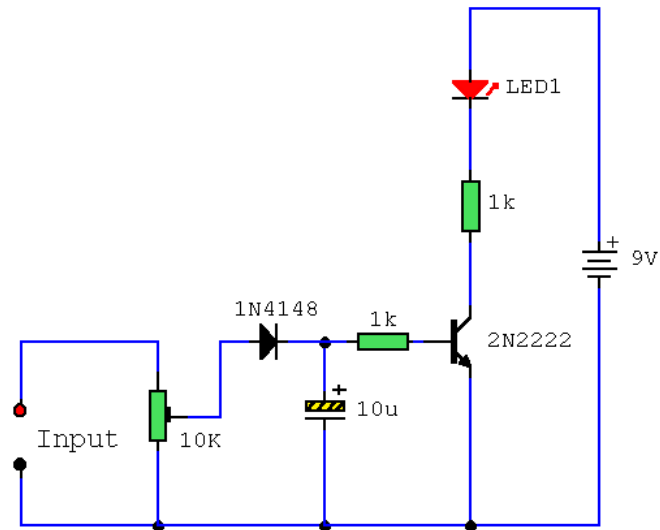 LED1
1k
+
9V
1N4148
1k
2N2222
+
10u
Input
10K